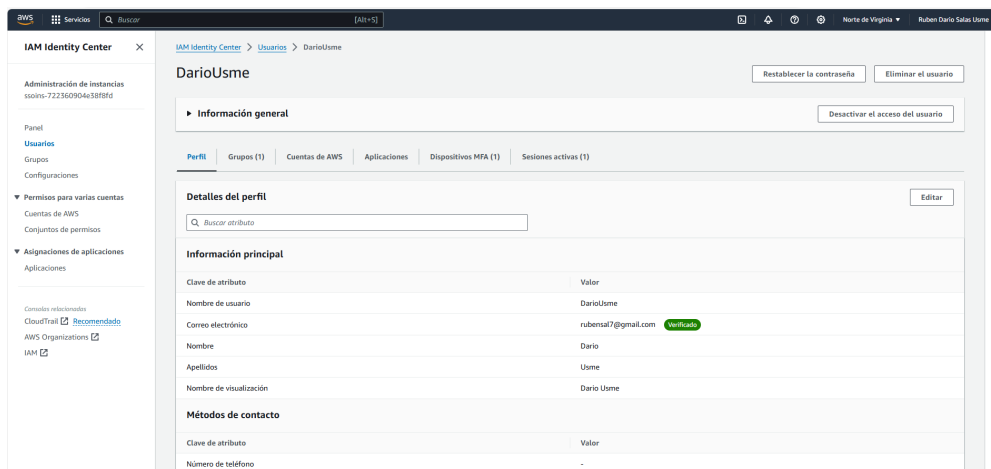 aws Servicios Buscar [Alt+S] Norte de Virginia Ruben Dario Salas Usme
IAM Identity Center
Administración de instancias
ssoins-722360904e38f8fd
Panel
Usuarios
Grupos
Configuraciones
Permisos para varias cuentas
Cuentas de AWS
Conjuntos de permisos
Asignaciones de aplicaciones
Aplicaciones
Consolas relacionadas
CloudTrail Recomendado
AWS Organizations
IAM
IAM Identity Center > Usuarios > DarioUsme
DarioUsme
Restablecer la contraseña Eliminar el usuario
Información general Desactivar el acceso del usuario
Perfil Grupos (1) Cuentas de AWS Aplicaciones Dispositivos MFA (1) Sesiones activas (1)
Detalles del perfil Editar
Buscar atributo
Información principal
Clave de atributo Valor
Nombre de usuario DarioUsme
Correo electrónico rubensal7@gmail.com Verificado
Nombre Dario
Apellidos Usme
Nombre de visualización Dario Usme
Métodos de contacto
Clave de atributo Valor
Número de teléfono -